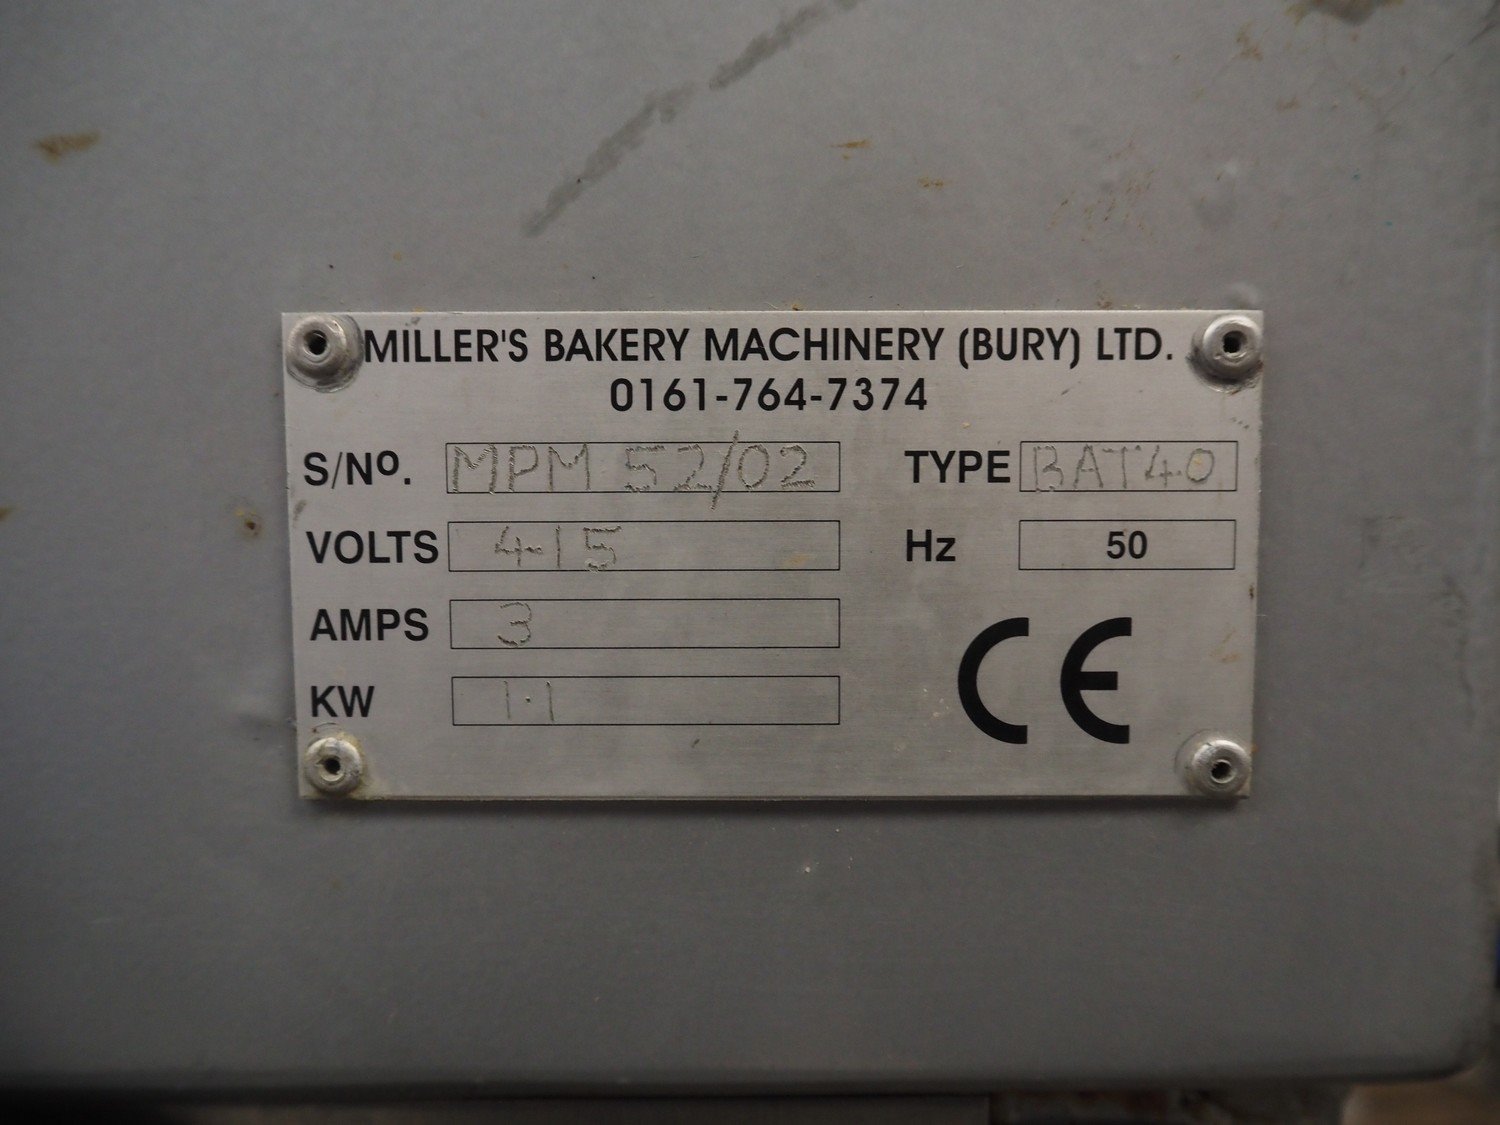 MILLER'S BAKERY MACHINERY (BURY) LTD.
0161-764-7374
S/Nº. MPM 52/02 TYPE BAT40
VOLTS 415 Hz 50
AMPS 3
KW 1·1
CE